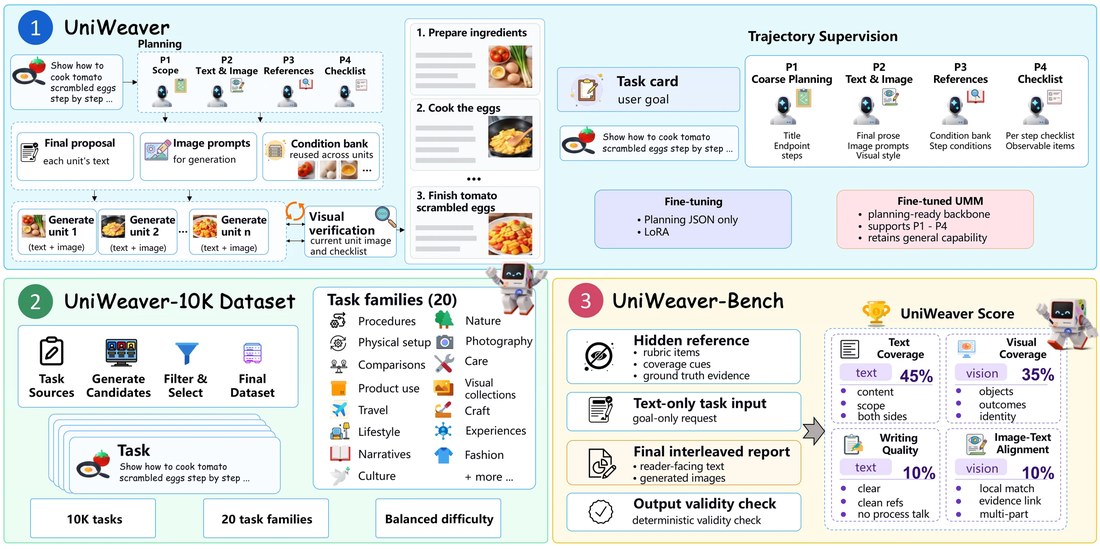 1 UniWeaver
Planning
Show how to
cook tomato
scrambled eggs
step by step ...
P1
Scope
P2
Text & Image
P3
References
P4
Checklist
Final proposal
each unit's text
Image prompts
for generation
Condition bank
reused across units
...
Generate
unit 1
(text + image)
Generate
unit 2
(text + image)
...
Generate
unit n
(text + image)
Visual
verification
current unit image
and checklist
1. Prepare ingredients
2. Cook the eggs
...
3. Finish tomato
scrambled eggs
Trajectory Supervision
Task card
user goal
Show how to cook tomato
scrambled eggs step by step ...
P1
Coarse Planning
Title
Endpoint
steps
P2
Text & Image
Final prose
Image prompts
Visual style
P3
References
Condition bank
Step conditions
P4
Checklist
Per step checklist
Observable items
Fine-tuning
• Planning JSON only
• LoRA
Fine-tuned UMM
• planning-ready backbone
• supports P1 - P4
• retains general capability
2 UniWeaver-10K Dataset
Task
Sources
Generate
Candidates
Filter &
Select
Final
Dataset
Task
Show how to cook tomato
scrambled eggs step by step ...
10K tasks
20 task families
Balanced difficulty
Task families (20)
Procedures
Physical setup
Comparisons
Product use
Travel
Lifestyle
Narratives
Culture
Nature
Photography
Care
Visual
collections
Craft
Experiences
Fashion
+ more ...
3 UniWeaver-Bench
Hidden reference
• rubric items
• coverage cues
• ground truth evidence
Text-only task input
goal-only request
Final interleaved report
• reader-facing text
• generated images
Output validity check
deterministic validity check
UniWeaver Score
Text
Coverage
text 45%
• content
• scope
• both sides
Visual
Coverage
vision 35%
• objects
• outcomes
• identity
Writing
Quality
text 10%
• clear
• clean refs
• no process talk
Image-Text
Alignment
vision 10%
• local match
• evidence link
• multi-part